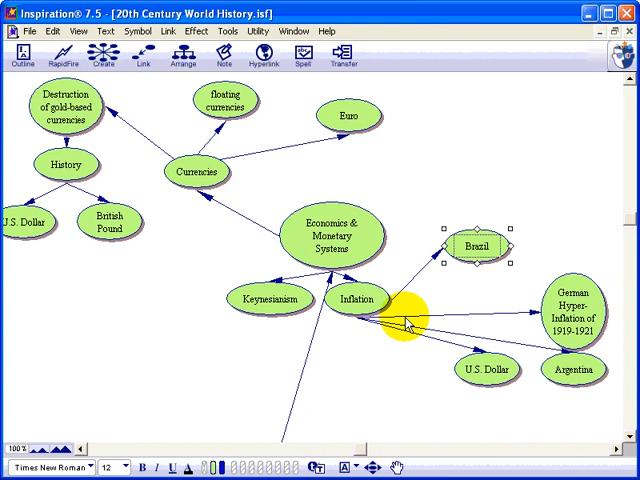 Inspiration® 7.5 - [20th Century World History.isf]
File Edit View Text Symbol Link Effect Tools Utility Window Help
Outline RapidFire Create Link Arrange Note Hyperlink Spell Transfer
Destruction
of gold-based
currencies
floating
currencies
Euro
History
Currencies
U.S. Dollar
British
Pound
Economics &
Monetary
Systems
Brazil
Keynesianism
Inflation
German
Hyper-
Inflation of
1919-1921
U.S. Dollar
Argentina
100%
Times New Roman 12 B I U A A